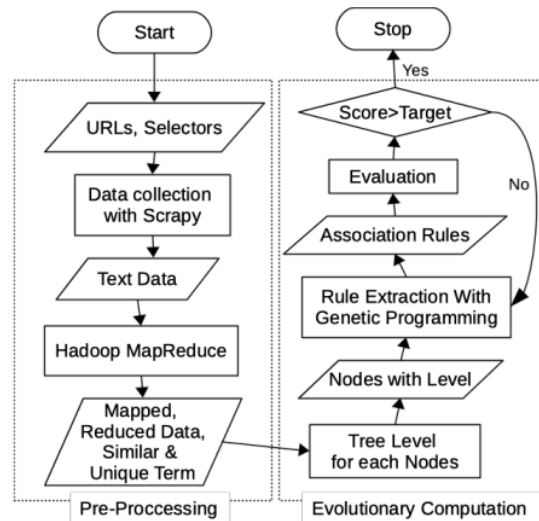 Start
URLs, Selectors
Data collection
with Scrapy
Text Data
Hadoop MapReduce
Mapped,
Reduced Data,
Similar &
Unique Term
Pre-Proccessing
Stop
Yes
Score>Target
No
Evaluation
Association Rules
Rule Extraction With
Genetic Programming
Nodes with Level
Tree Level
for each Nodes
Evolutionary Computation